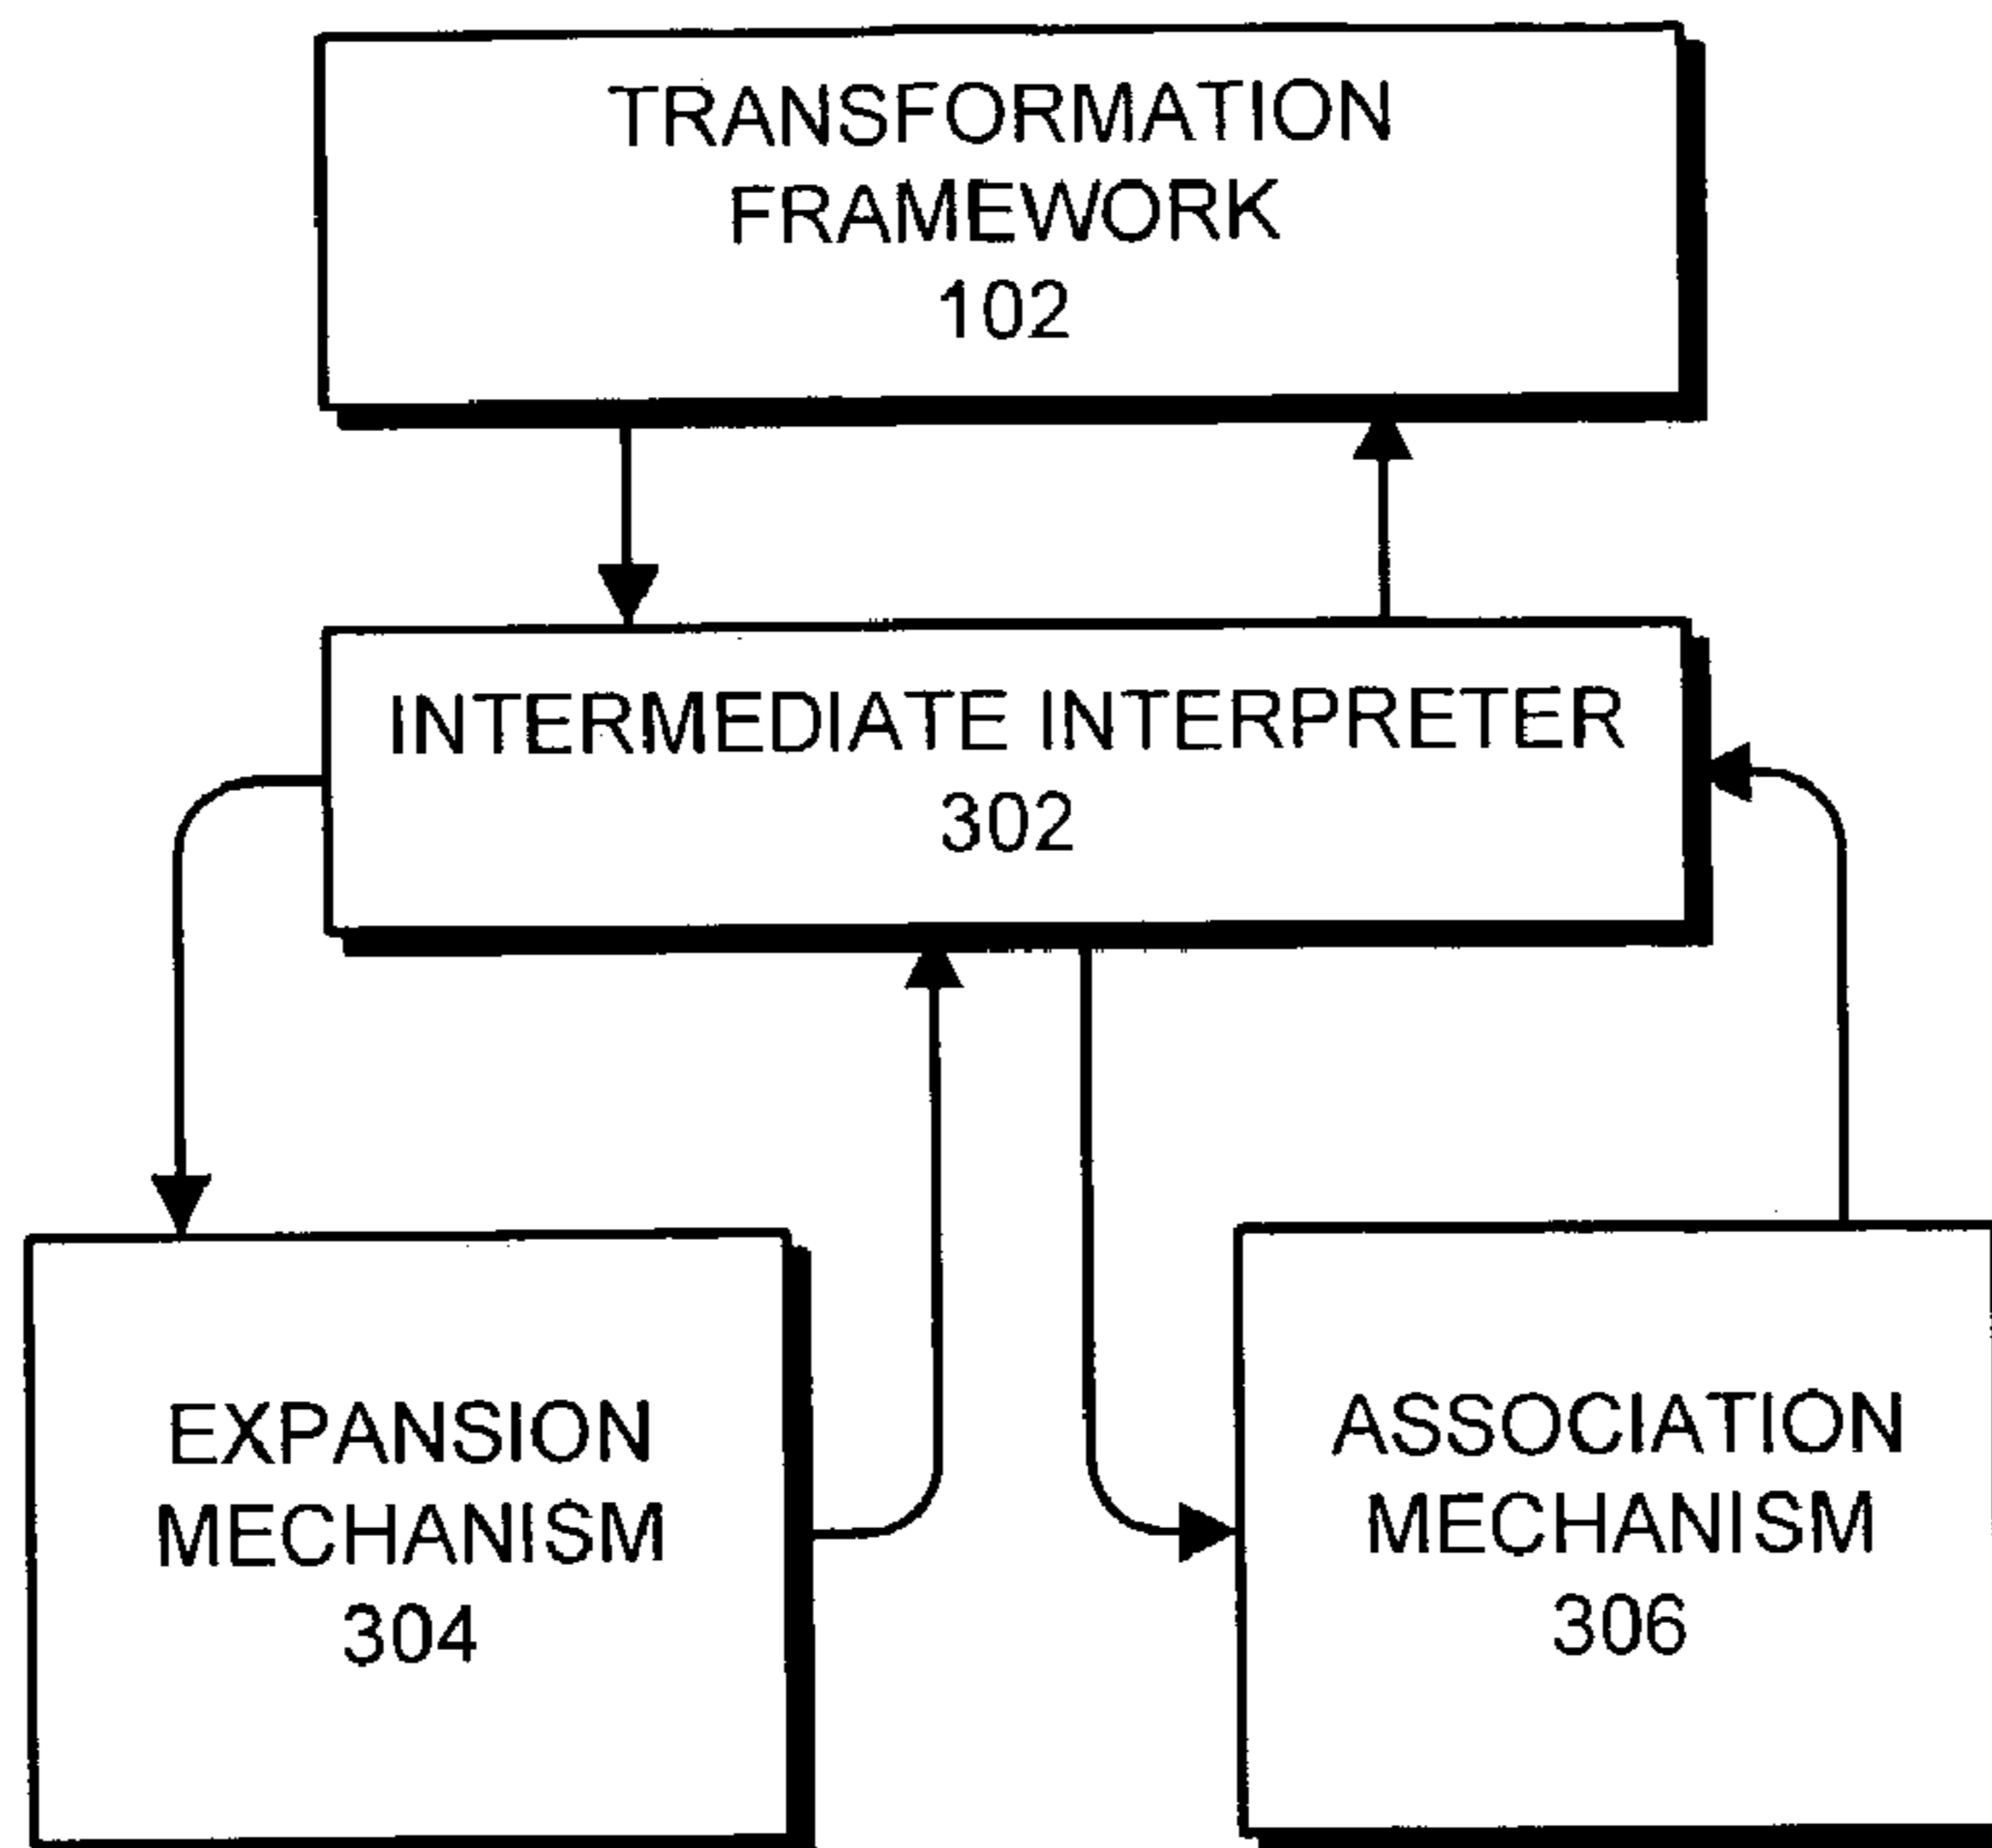 TRANSFORMATION
FRAMEWORK
102
INTERMEDIATE INTERPRETER
302
EXPANSION
MECHANISM
304
ASSOCIATION
MECHANISM
306